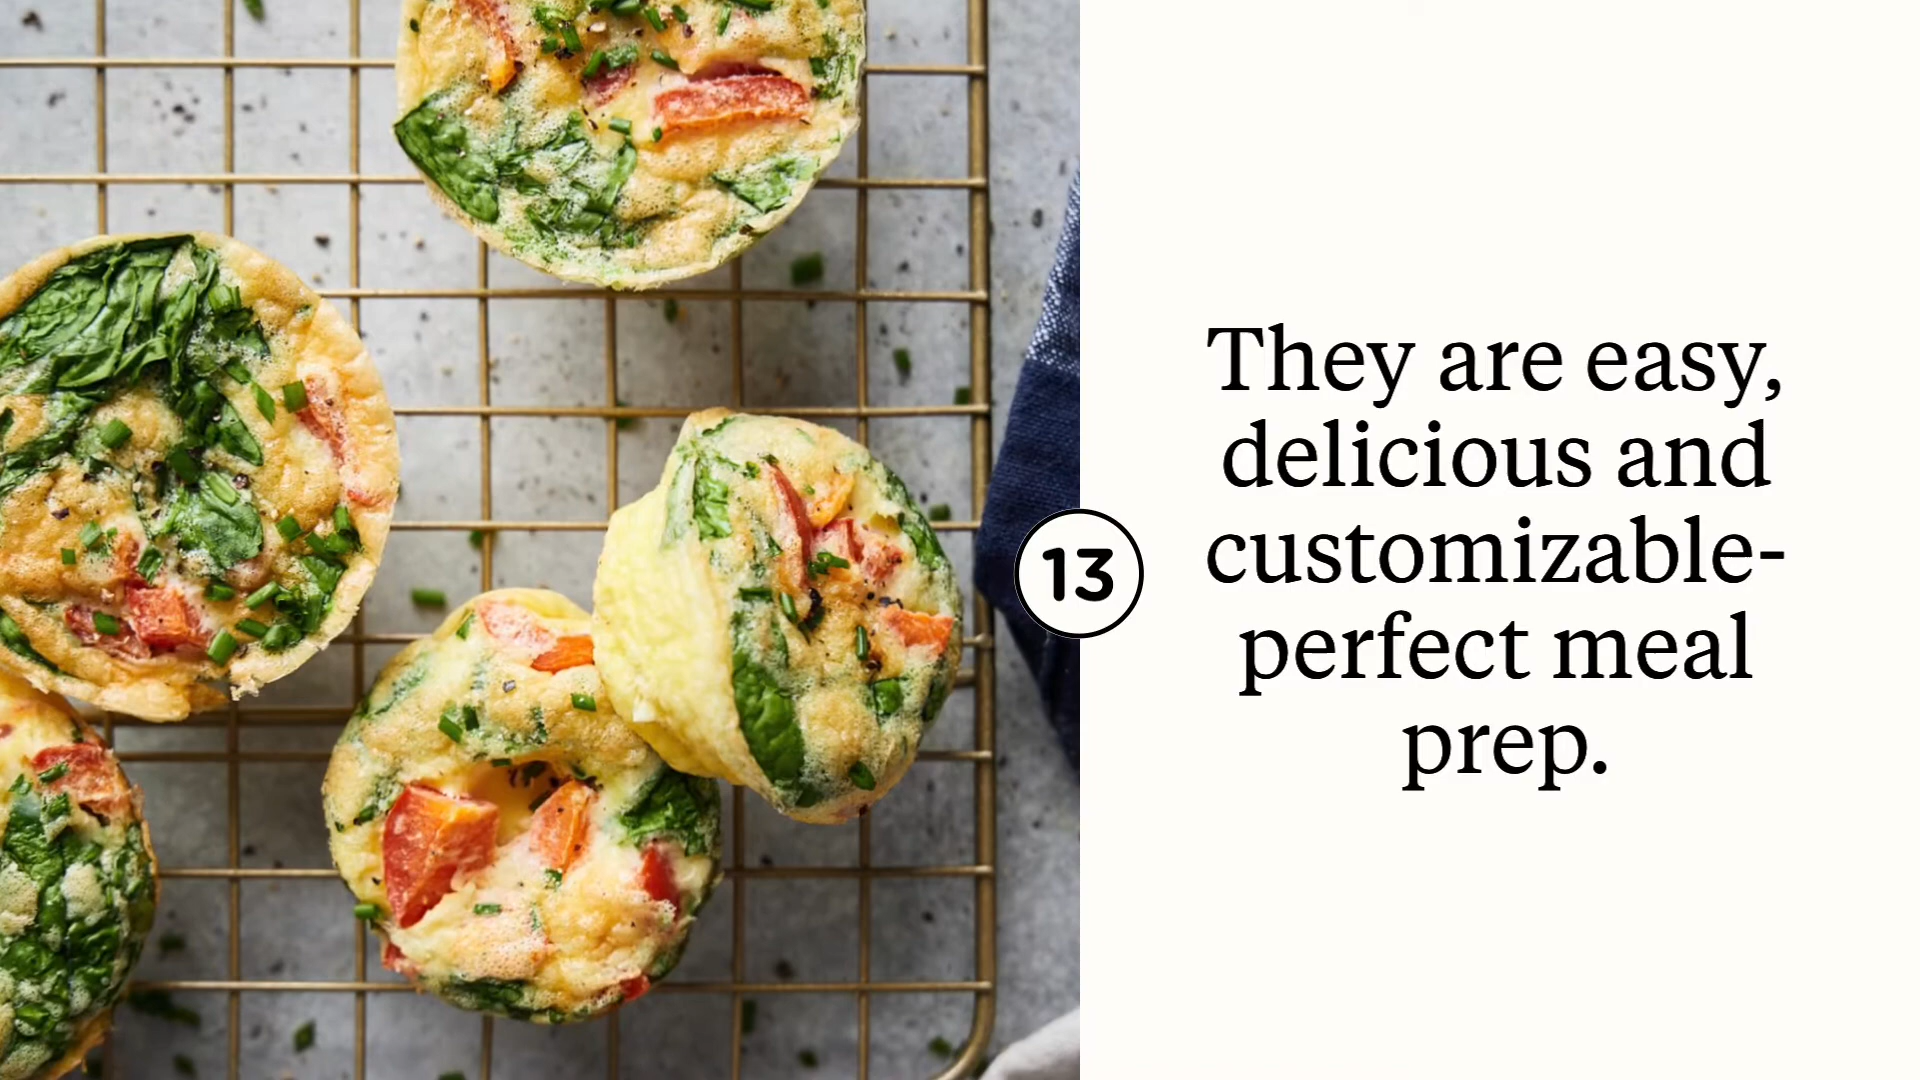 13
They are easy,
delicious and
customizable-
perfect meal
prep.